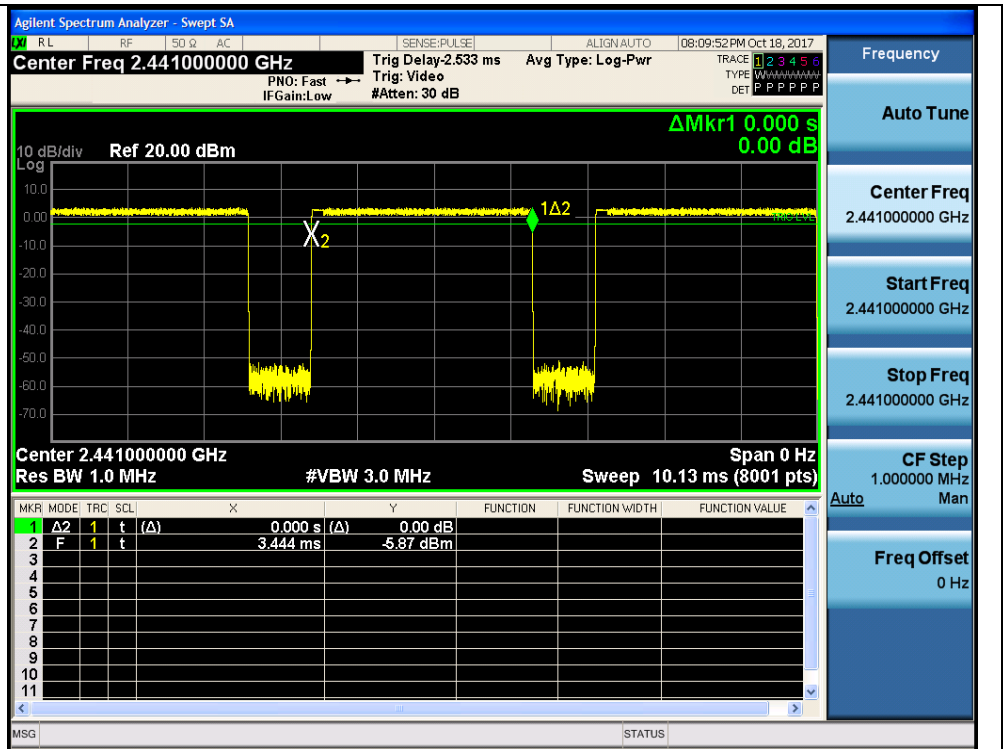 Agilent Spectrum Analyzer - Swept SA
LXI RL RF 50 Ω AC SENSE:PULSE ALIGN AUTO 08:09:52 PM Oct 18, 2017
Center Freq 2.441000000 GHz
PNO: Fast
IFGain:Low
Trig Delay-2.533 ms
Trig: Video
#Atten: 30 dB
Avg Type: Log-Pwr
TRACE 1 2 3 4 5 6
TYPE WWWWWW
DET P P P P P P
ΔMkr1 0.000 s
0.00 dB
10 dB/div Ref 20.00 dBm
Log
10.0
0.00
-10.0
-20.0
-30.0
-40.0
-50.0
-60.0
-70.0
1Δ2
X2
TRIG LVL
Center 2.441000000 GHz Span 0 Hz
Res BW 1.0 MHz #VBW 3.0 MHz Sweep 10.13 ms (8001 pts)
MKR MODE TRC SCL X Y FUNCTION FUNCTION WIDTH FUNCTION VALUE
1 Δ2 1 t (Δ) 0.000 s (Δ) 0.00 dB
2 F 1 t 3.444 ms -5.87 dBm
3
4
5
6
7
8
9
10
11
MSG STATUS
Frequency
Auto Tune
Center Freq
2.441000000 GHz
Start Freq
2.441000000 GHz
Stop Freq
2.441000000 GHz
CF Step
1.000000 MHz
Auto Man
Freq Offset
0 Hz